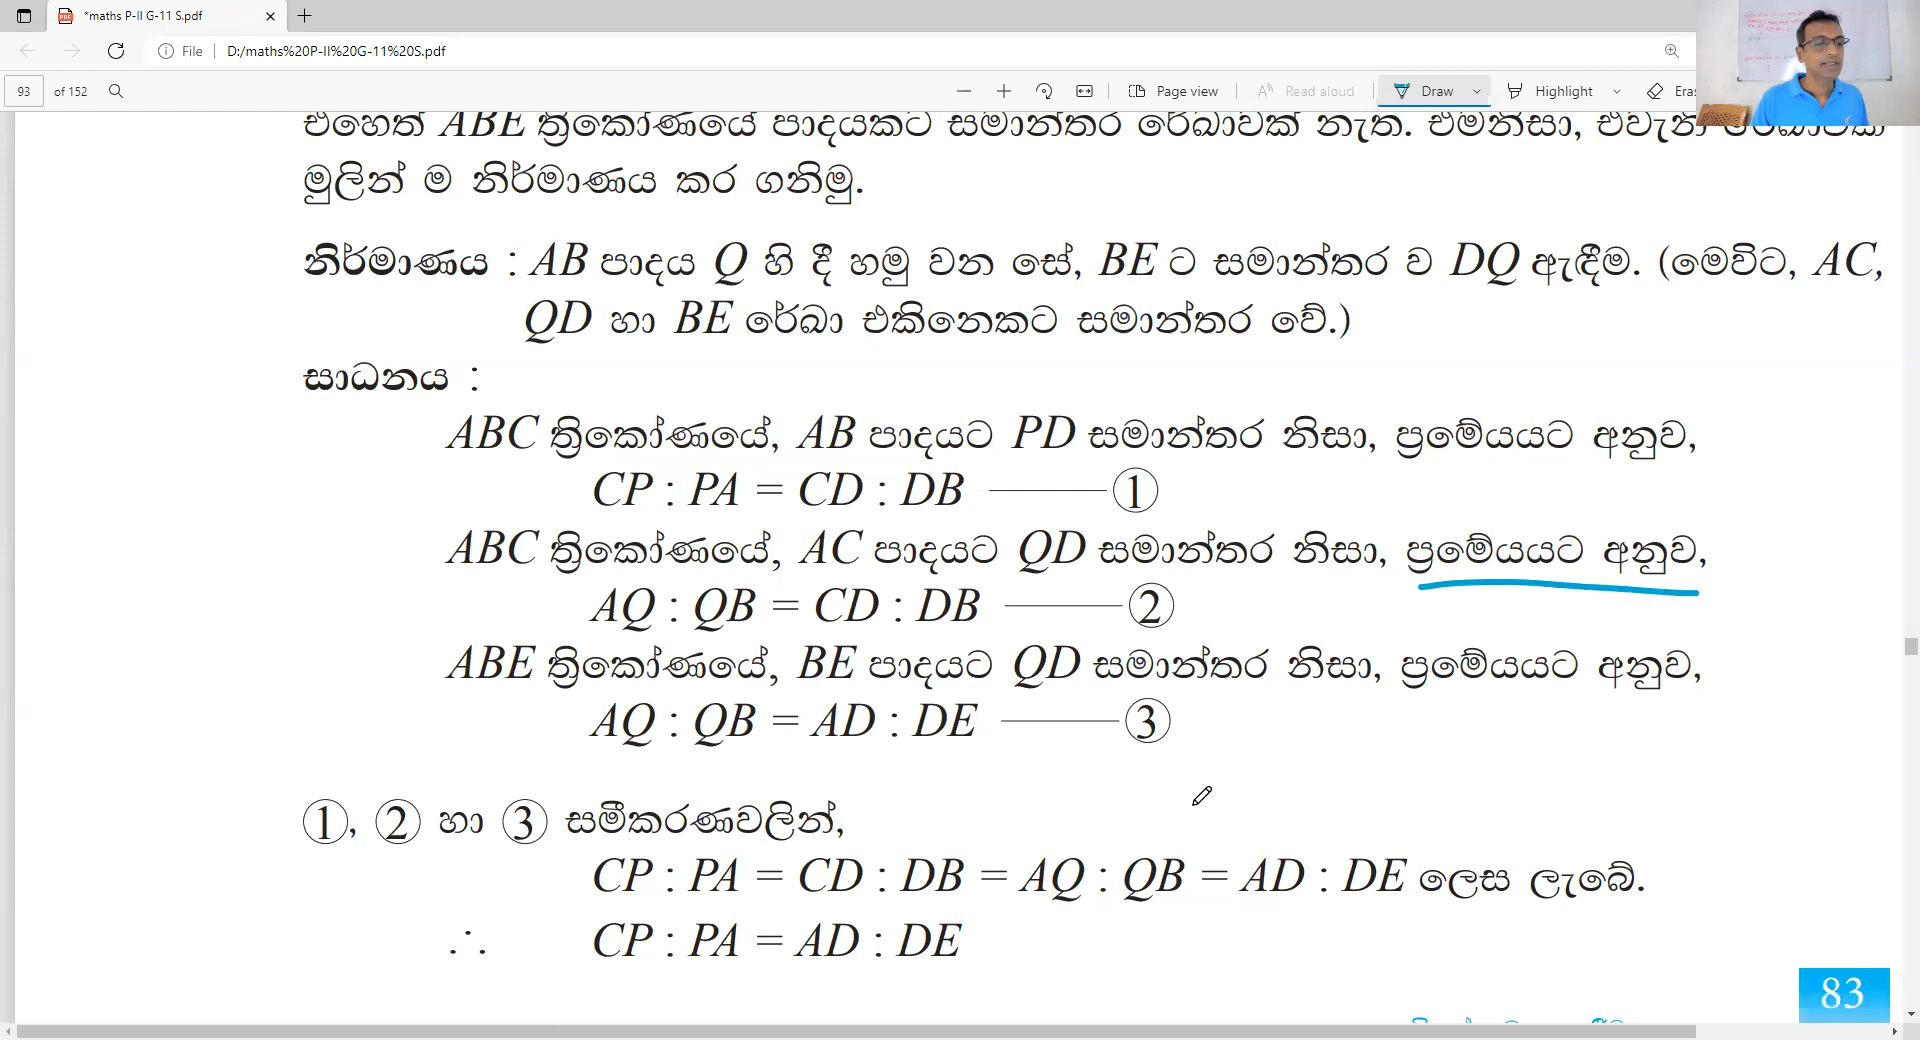 *maths P-II G-11 S.pdf
File D:/maths%20P-II%20G-11%20S.pdf
93 of 152 Page view Read aloud Draw Highlight Eras
එහෙත් ABE ත්‍රිකෝණයේ පාදයකට සමාන්තර රේඛාවක් නැත. එමනිසා, එවැනි රේඛාවක්
මුලින් ම නිර්මාණය කර ගනිමු.
නිර්මාණය : AB පාදය Q හි දී හමු වන සේ, BE ට සමාන්තර ව DQ ඇඳීම. (මෙවිට, AC,
QD හා BE රේඛා එකිනෙකට සමාන්තර වේ.)
සාධනය :
ABC ත්‍රිකෝණයේ, AB පාදයට PD සමාන්තර නිසා, ප්‍රමේයයට අනුව,
CP : PA = CD : DB ——— ①
ABC ත්‍රිකෝණයේ, AC පාදයට QD සමාන්තර නිසා, ප්‍රමේයයට අනුව,
AQ : QB = CD : DB ——— ②
ABE ත්‍රිකෝණයේ, BE පාදයට QD සමාන්තර නිසා, ප්‍රමේයයට අනුව,
AQ : QB = AD : DE ——— ③
①, ② හා ③ සමීකරණවලින්,
CP : PA = CD : DB = AQ : QB = AD : DE ලෙස ලැබේ.
∴ CP : PA = AD : DE
83